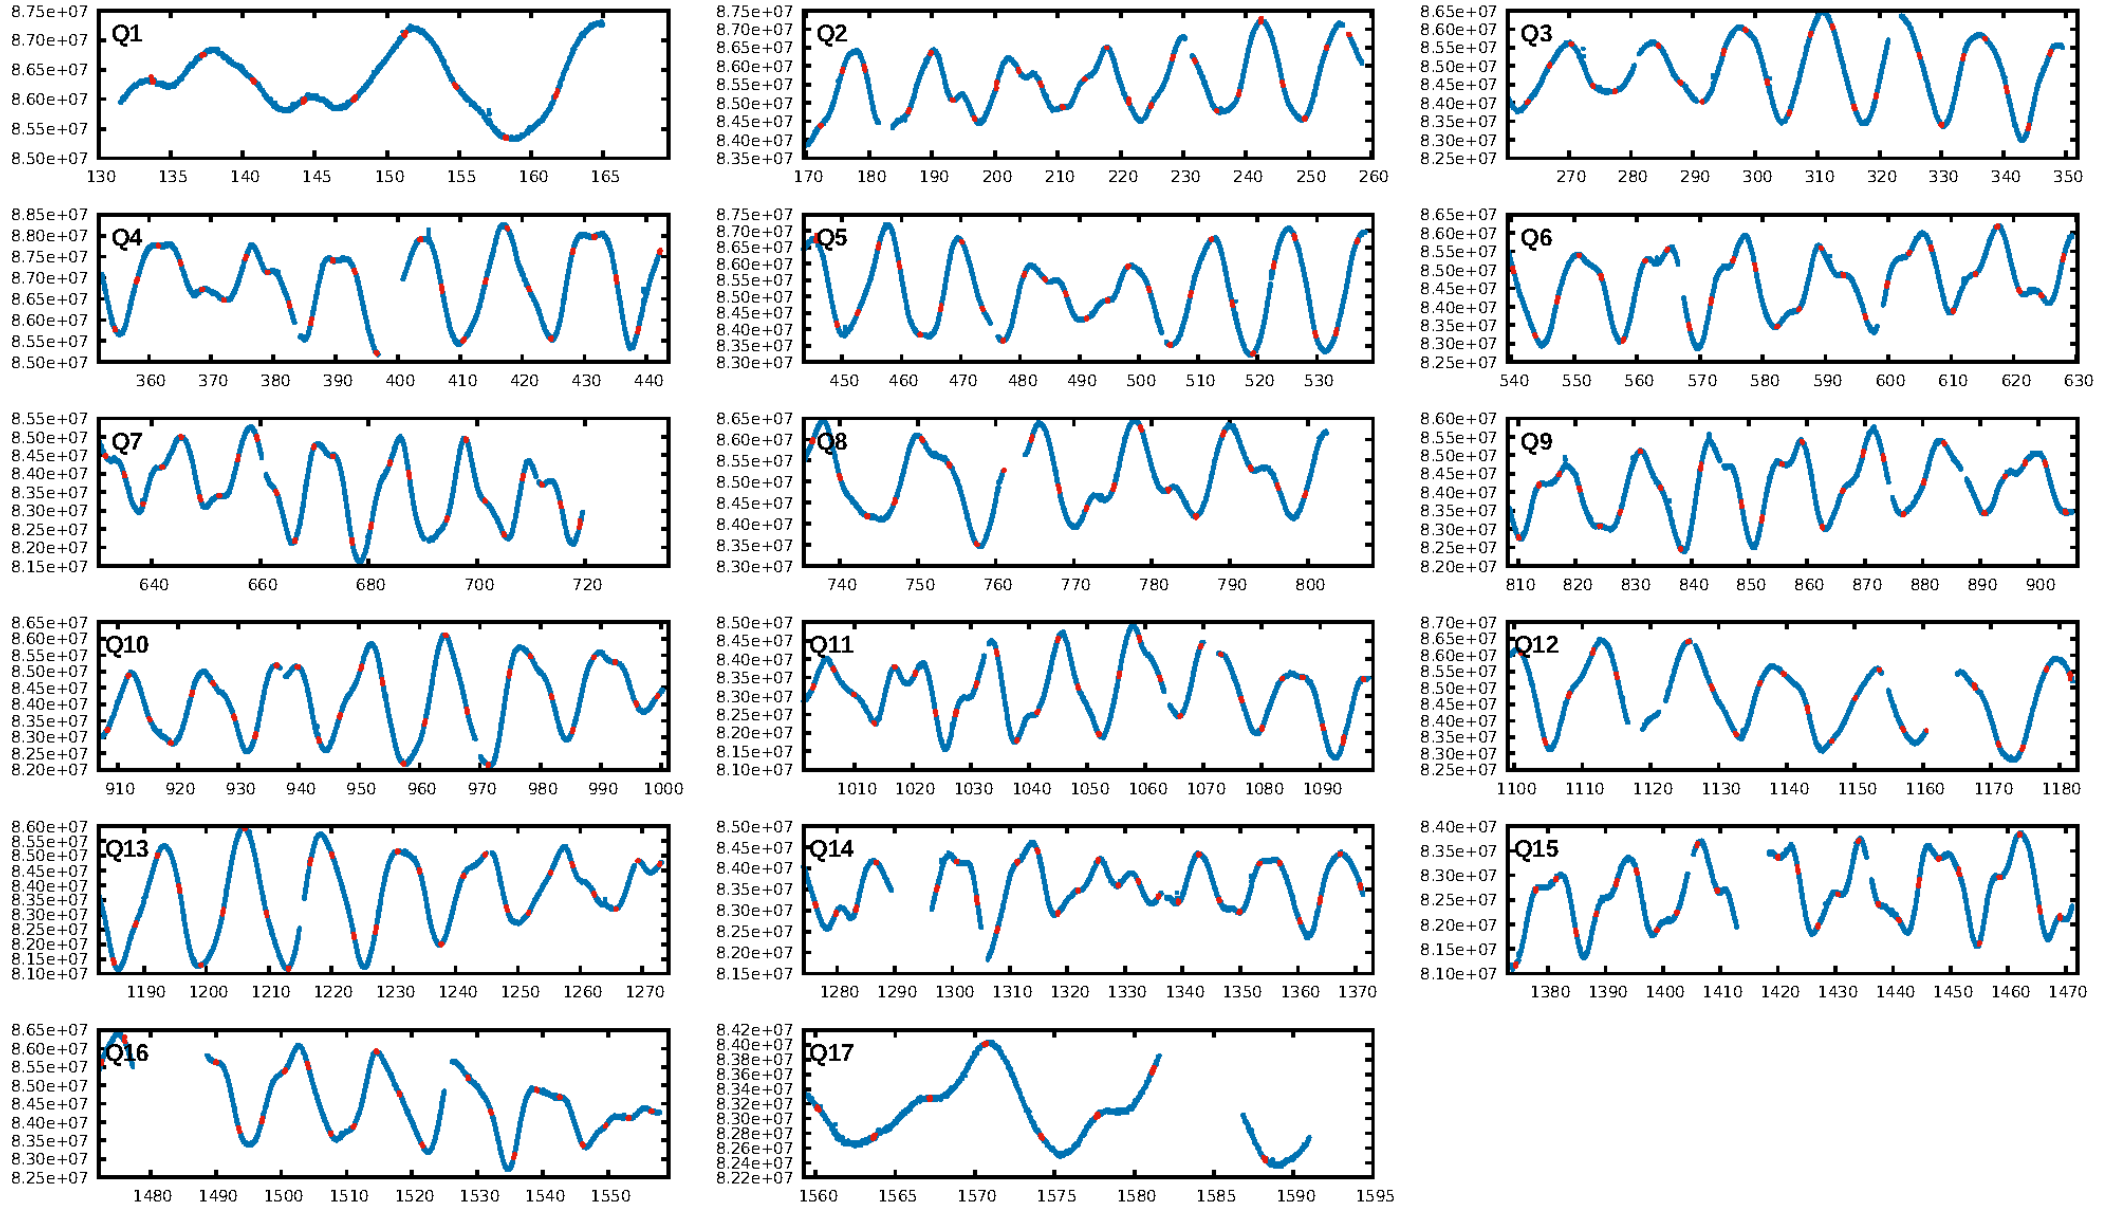 Q1
8.75e+07
8.70e+07
8.65e+07
8.60e+07
8.55e+07
8.50e+07
130 135 140 145 150 155 160 165
Q2
8.75e+07
8.70e+07
8.65e+07
8.60e+07
8.55e+07
8.50e+07
8.45e+07
8.40e+07
8.35e+07
170 180 190 200 210 220 230 240 250 260
Q3
8.65e+07
8.60e+07
8.55e+07
8.50e+07
8.45e+07
8.40e+07
8.35e+07
8.30e+07
8.25e+07
270 280 290 300 310 320 330 340 350
Q4
8.85e+07
8.80e+07
8.75e+07
8.70e+07
8.65e+07
8.60e+07
8.55e+07
8.50e+07
360 370 380 390 400 410 420 430 440
Q5
8.75e+07
8.70e+07
8.65e+07
8.60e+07
8.55e+07
8.50e+07
8.45e+07
8.40e+07
8.35e+07
8.30e+07
450 460 470 480 490 500 510 520 530
Q6
8.65e+07
8.60e+07
8.55e+07
8.50e+07
8.45e+07
8.40e+07
8.35e+07
8.30e+07
8.25e+07
540 550 560 570 580 590 600 610 620 630
Q7
8.55e+07
8.50e+07
8.45e+07
8.40e+07
8.35e+07
8.30e+07
8.25e+07
8.20e+07
8.15e+07
640 660 680 700 720
Q8
8.65e+07
8.60e+07
8.55e+07
8.50e+07
8.45e+07
8.40e+07
8.35e+07
8.30e+07
740 750 760 770 780 790 800
Q9
8.60e+07
8.55e+07
8.50e+07
8.45e+07
8.40e+07
8.35e+07
8.30e+07
8.25e+07
8.20e+07
810 820 830 840 850 860 870 880 890 900
Q10
8.65e+07
8.60e+07
8.55e+07
8.50e+07
8.45e+07
8.40e+07
8.35e+07
8.30e+07
8.25e+07
8.20e+07
910 920 930 940 950 960 970 980 990 1000
Q11
8.50e+07
8.45e+07
8.40e+07
8.35e+07
8.30e+07
8.25e+07
8.20e+07
8.15e+07
8.10e+07
1010 1020 1030 1040 1050 1060 1070 1080 1090
Q12
8.70e+07
8.65e+07
8.60e+07
8.55e+07
8.50e+07
8.45e+07
8.40e+07
8.35e+07
8.30e+07
8.25e+07
1100 1110 1120 1130 1140 1150 1160 1170 1180
Q13
8.60e+07
8.55e+07
8.50e+07
8.45e+07
8.40e+07
8.35e+07
8.30e+07
8.25e+07
8.20e+07
8.15e+07
8.10e+07
1190 1200 1210 1220 1230 1240 1250 1260 1270
Q14
8.50e+07
8.45e+07
8.40e+07
8.35e+07
8.30e+07
8.25e+07
8.20e+07
8.15e+07
1280 1290 1300 1310 1320 1330 1340 1350 1360 1370
Q15
8.40e+07
8.35e+07
8.30e+07
8.25e+07
8.20e+07
8.15e+07
8.10e+07
1380 1390 1400 1410 1420 1430 1440 1450 1460 1470
Q16
8.65e+07
8.60e+07
8.55e+07
8.50e+07
8.45e+07
8.40e+07
8.35e+07
8.30e+07
8.25e+07
1480 1490 1500 1510 1520 1530 1540 1550
Q17
8.42e+07
8.40e+07
8.38e+07
8.36e+07
8.34e+07
8.32e+07
8.30e+07
8.28e+07
8.26e+07
8.24e+07
8.22e+07
1560 1565 1570 1575 1580 1585 1590 1595